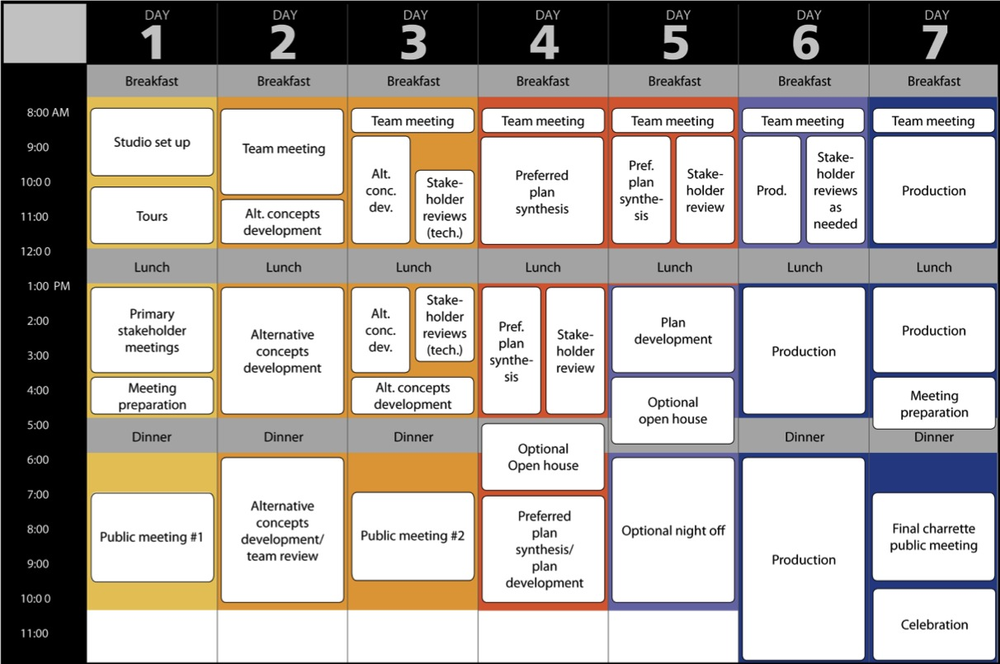 DAY DAY DAY DAY DAY DAY DAY
1 2 3 4 5 6 7
Breakfast Breakfast Breakfast Breakfast Breakfast Breakfast Breakfast
8:00 AM
9:00
10:00
11:00
12:00
1:00 PM
2:00
3:00
4:00
5:00
6:00
7:00
8:00
9:00
10:00
11:00
Studio set up
Tours
Lunch
Primary
stakeholder
meetings
Meeting
preparation
Dinner
Public meeting #1
Team meeting
Alt. concepts
development
Lunch
Alternative
concepts
development
Dinner
Alternative
concepts
development/
team review
Team meeting
Alt.
conc.
dev.
Stake-
holder
reviews
(tech.)
Lunch
Alt.
conc.
dev.
Stake-
holder
reviews
(tech.)
Alt. concepts
development
Dinner
Public meeting #2
Team meeting
Preferred
plan
synthesis
Lunch
Pref.
plan
synthe-
sis
Stake-
holder
review
Optional
Open house
Preferred
plan
synthesis/
plan
development
Team meeting
Pref.
plan
synthe-
sis
Stake-
holder
review
Lunch
Plan
development
Optional
open house
Optional night off
Team meeting
Prod.
Stake-
holder
reviews
as
needed
Lunch
Production
Dinner
Production
Team meeting
Production
Lunch
Production
Meeting
preparation
Dinner
Final charrette
public meeting
Celebration